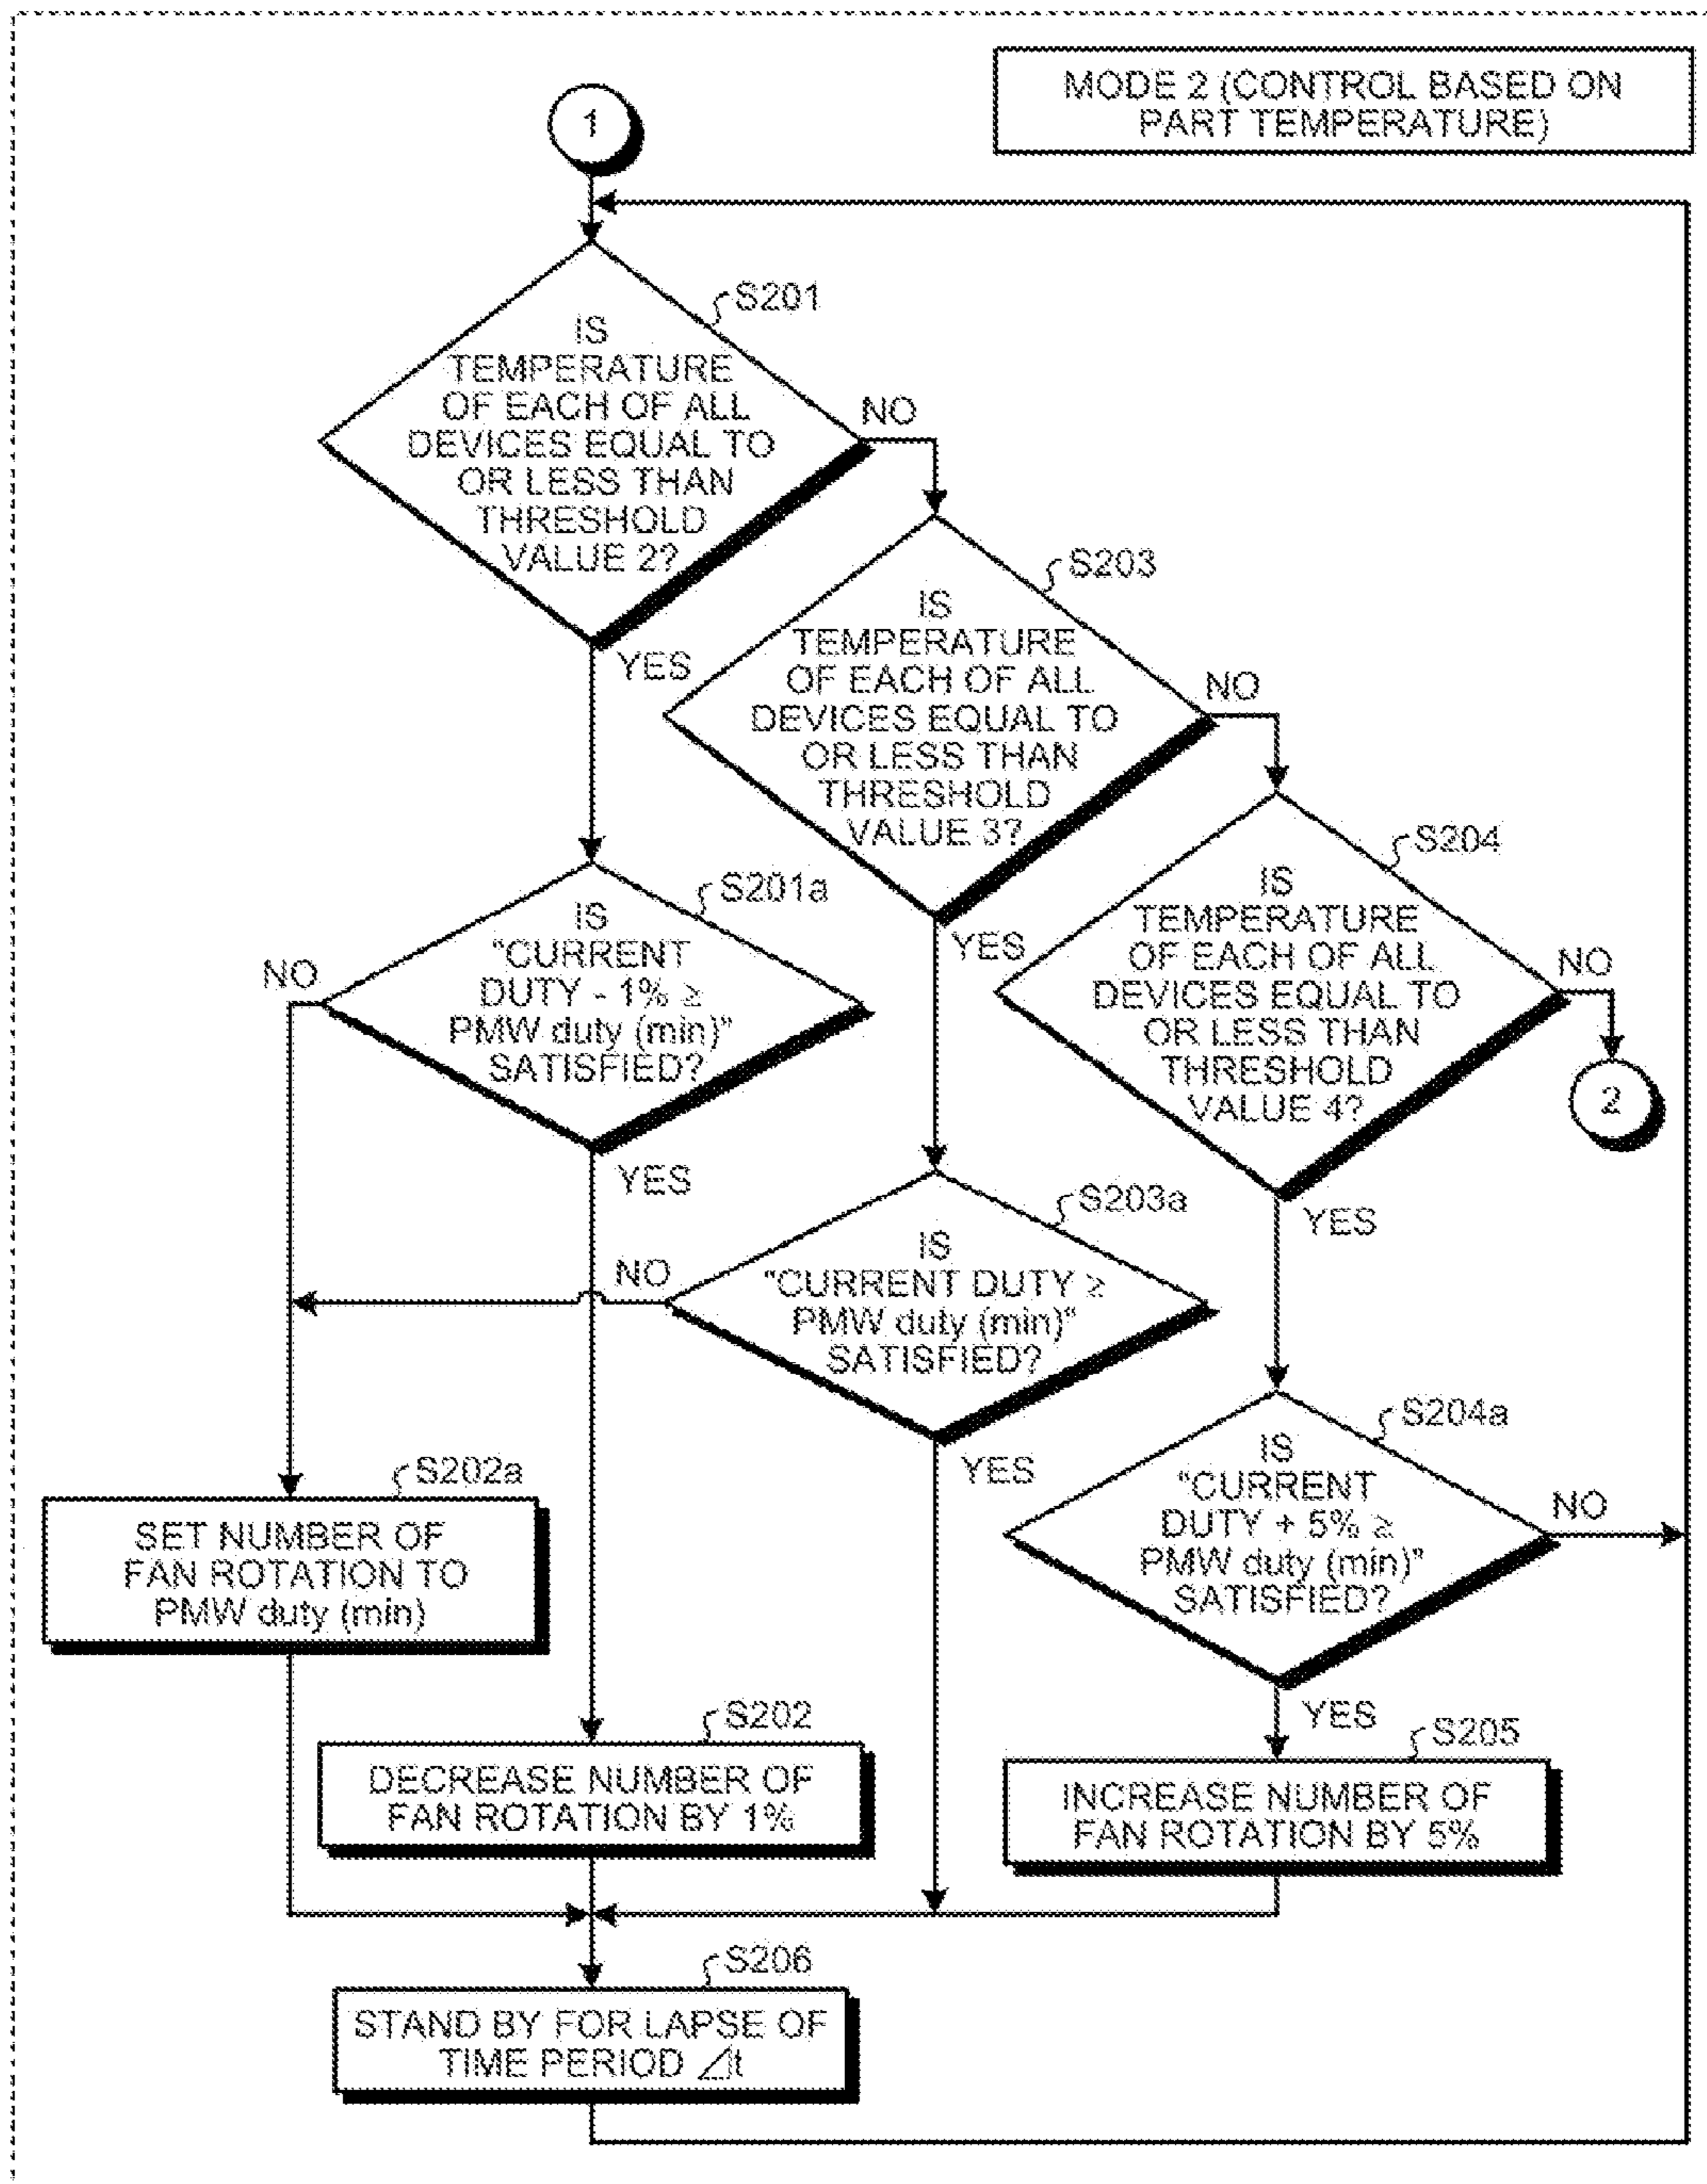 MODE 2 (CONTROL BASED ON
PART TEMPERATURE)
1
S201
IS
TEMPERATURE
OF EACH OF ALL
DEVICES EQUAL TO
OR LESS THAN
THRESHOLD
VALUE 2?
NO
YES
S203
IS
TEMPERATURE
OF EACH OF ALL
DEVICES EQUAL TO
OR LESS THAN
THRESHOLD
VALUE 3?
NO
YES
S204
IS
TEMPERATURE
OF EACH OF ALL
DEVICES EQUAL TO
OR LESS THAN
THRESHOLD
VALUE 4?
NO
2
YES
S201a
IS
"CURRENT
DUTY - 1% ≥
PMW duty (min)"
SATISFIED?
NO
YES
S203a
IS
"CURRENT DUTY ≥
PMW duty (min)"
SATISFIED?
NO
YES
S204a
IS
"CURRENT
DUTY + 5% ≥
PMW duty (min)"
SATISFIED?
NO
YES
S202a
SET NUMBER OF
FAN ROTATION TO
PMW duty (min)
S202
DECREASE NUMBER OF
FAN ROTATION BY 1%
S205
INCREASE NUMBER OF
FAN ROTATION BY 5%
S206
STAND BY FOR LAPSE OF
TIME PERIOD ⊿t